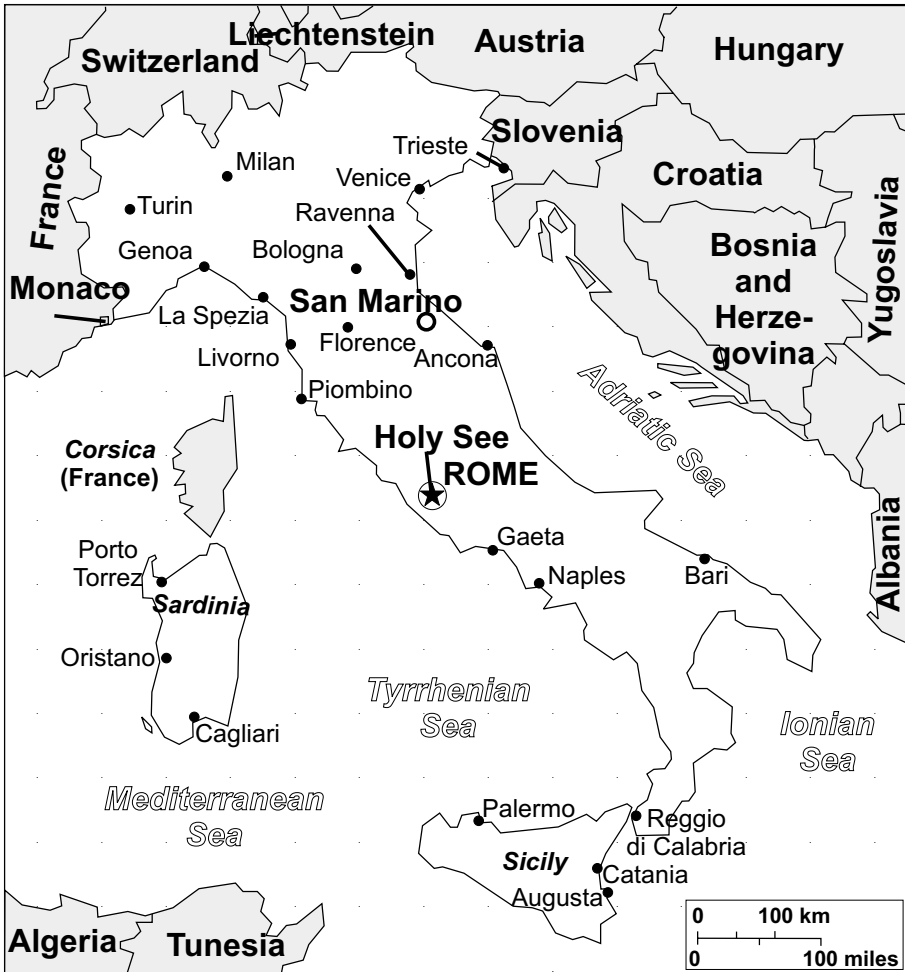 Liechtenstein
Austria
Hungary
Switzerland
Slovenia
Trieste
Croatia
Milan
Venice
France
Turin
Ravenna
Yugoslavia
Genoa
Bologna
Bosnia
and
Herze-
govina
Monaco
San Marino
La Spezia
Florence
Livorno
Ancona
Piombino
Adriatic Sea
Corsica
(France)
Holy See
ROME
Albania
Gaeta
Porto
Torrez
Naples
Bari
Sardinia
Oristano
Tyrrhenian
Sea
Ionian
Sea
Cagliari
Mediterranean
Sea
Palermo
Reggio
di Calabria
Sicily
Catania
Augusta
Algeria
Tunesia
0 100 km
0 100 miles